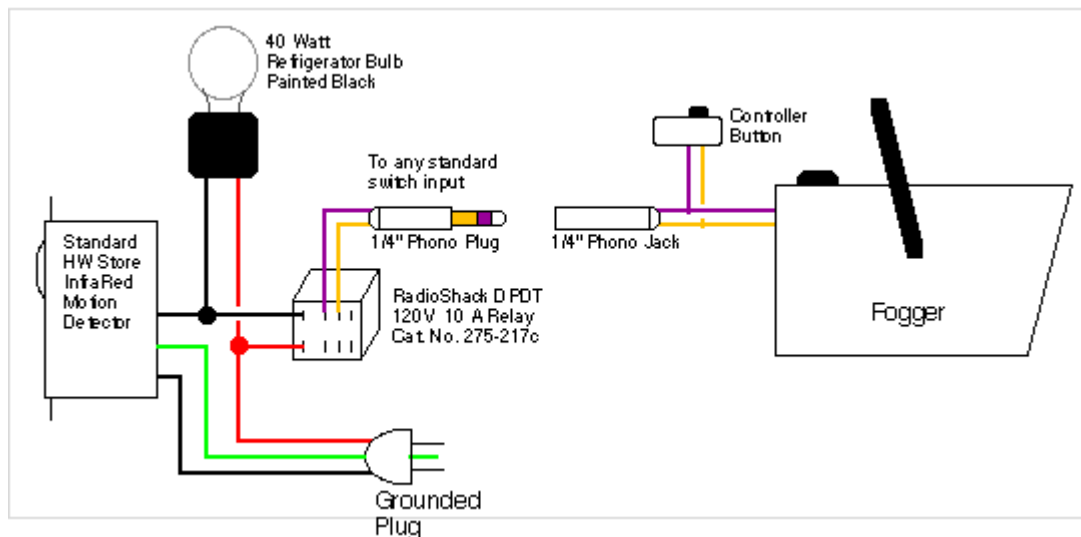 40 Watt
Refrigerator Bulb
Painted Black
Controller
Button
To any standard
switch input
1/4" Phono Plug
1/4" Phono Jack
Standard
HW Store
InfraRed
Motion
Detector
RadioShack DPDT
120V 10 A Relay
Cat. No. 275-217c
Fogger
Grounded
Plug